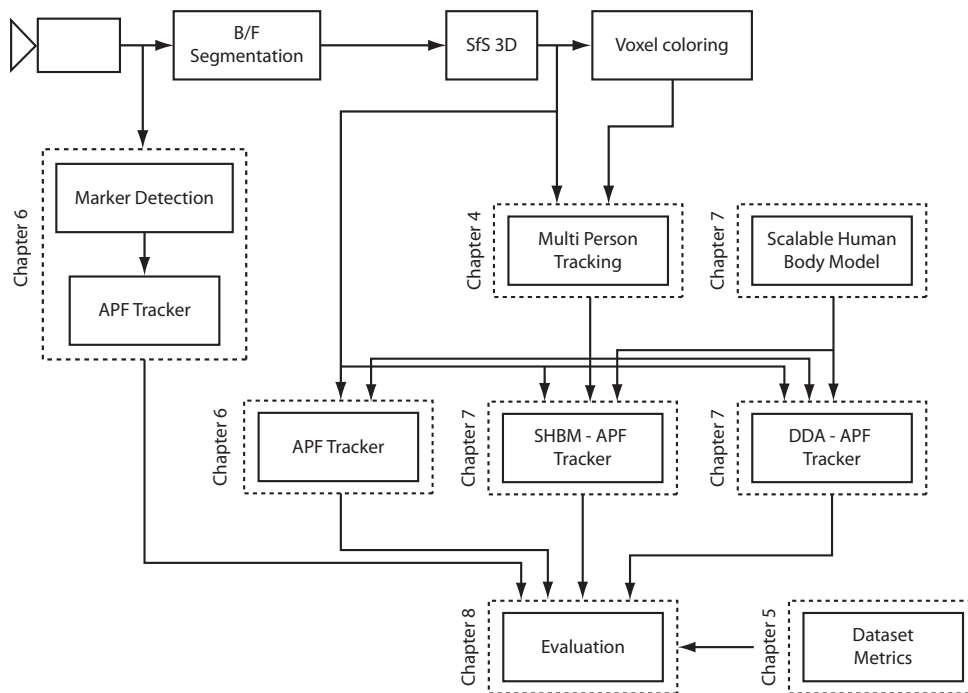 B/F
Segmentation
SfS 3D
Voxel coloring
Chapter 6
Marker Detection
APF Tracker
Chapter 4
Multi Person
Tracking
Chapter 7
Scalable Human
Body Model
Chapter 6
APF Tracker
Chapter 7
SHBM - APF
Tracker
Chapter 7
DDA - APF
Tracker
Chapter 8
Evaluation
Chapter 5
Dataset
Metrics